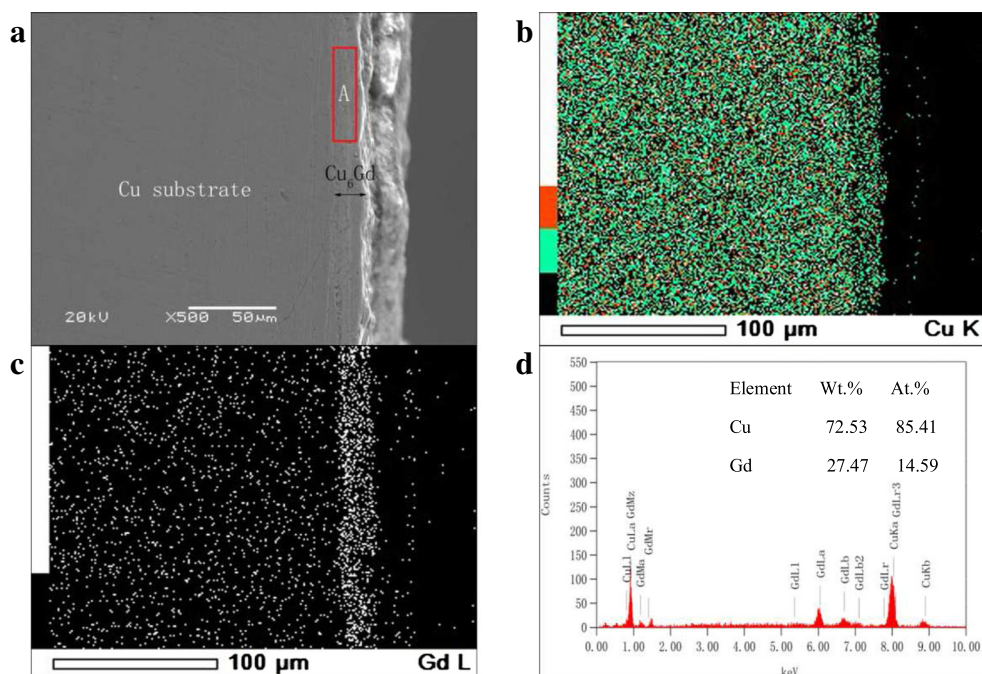 a
A
Cu₆Gd
Cu substrate
20kV X500 50μm
b
100 μm Cu K
c
100 μm Gd L
d
550
500
450
400
350
300
250
200
150
100
50
0
Counts
Element Wt.% At.%
Cu 72.53 85.41
Gd 27.47 14.59
CuLl
CuLa GdMz
GdMa
GdMr
GdLl
GdLa
GdLb
GdLb2
GdLr
CuKa GdLr3
CuKb
0.00 1.00 2.00 3.00 4.00 5.00 6.00 7.00 8.00 9.00 10.00
keV